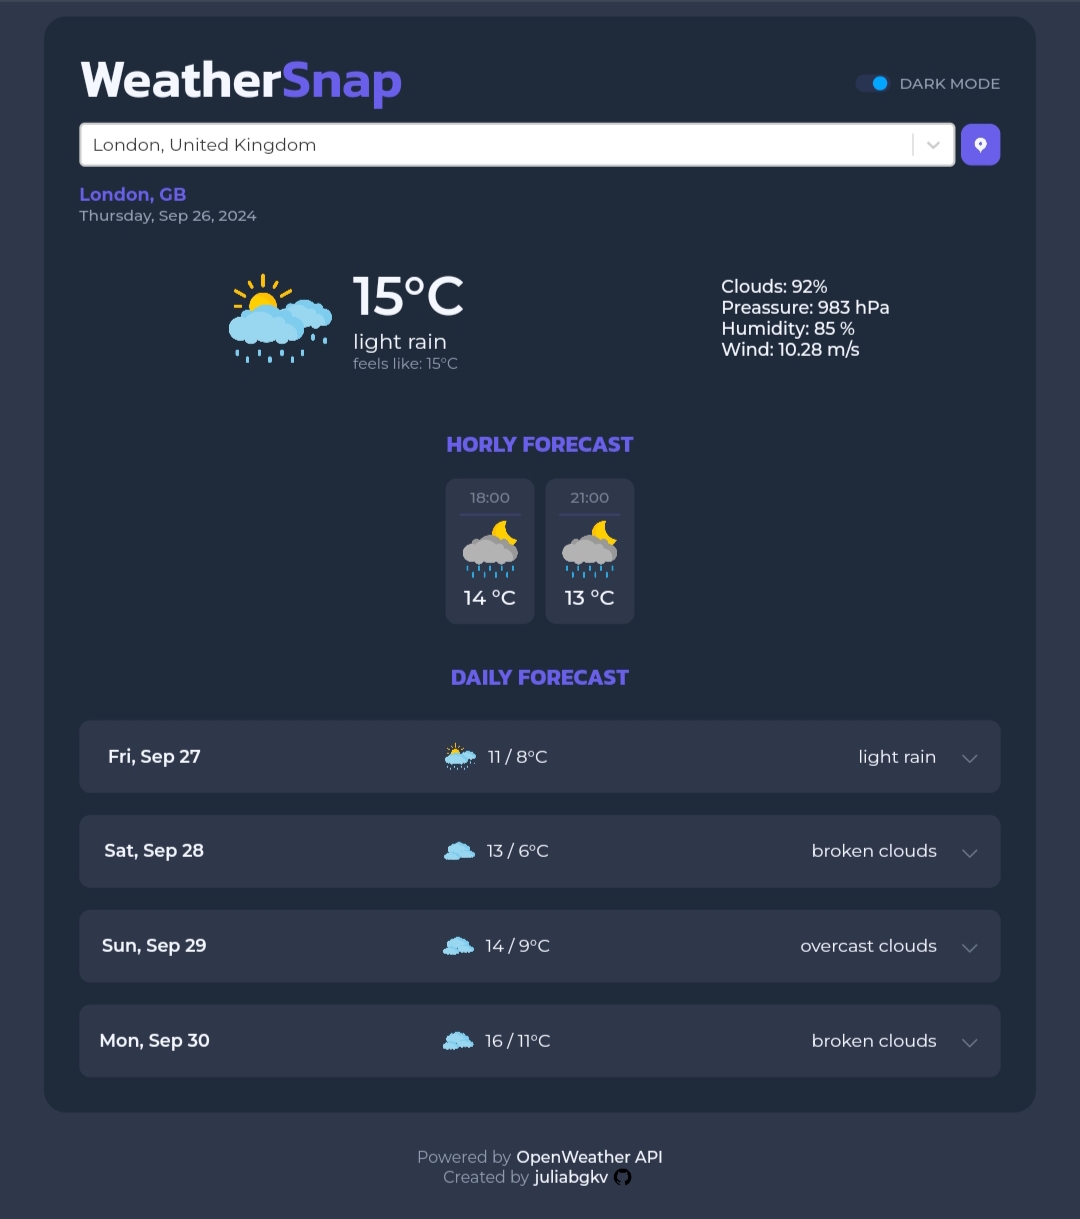 WeatherSnap
DARK MODE
London, United Kingdom
London, GB
Thursday, Sep 26, 2024
15°C
light rain
feels like: 15°C
Clouds: 92%
Preassure: 983 hPa
Humidity: 85 %
Wind: 10.28 m/s
HORLY FORECAST
18:00
14 °C
21:00
13 °C
DAILY FORECAST
Fri, Sep 27 11 / 8°C light rain
Sat, Sep 28 13 / 6°C broken clouds
Sun, Sep 29 14 / 9°C overcast clouds
Mon, Sep 30 16 / 11°C broken clouds
Powered by OpenWeather API
Created by juliabgkv